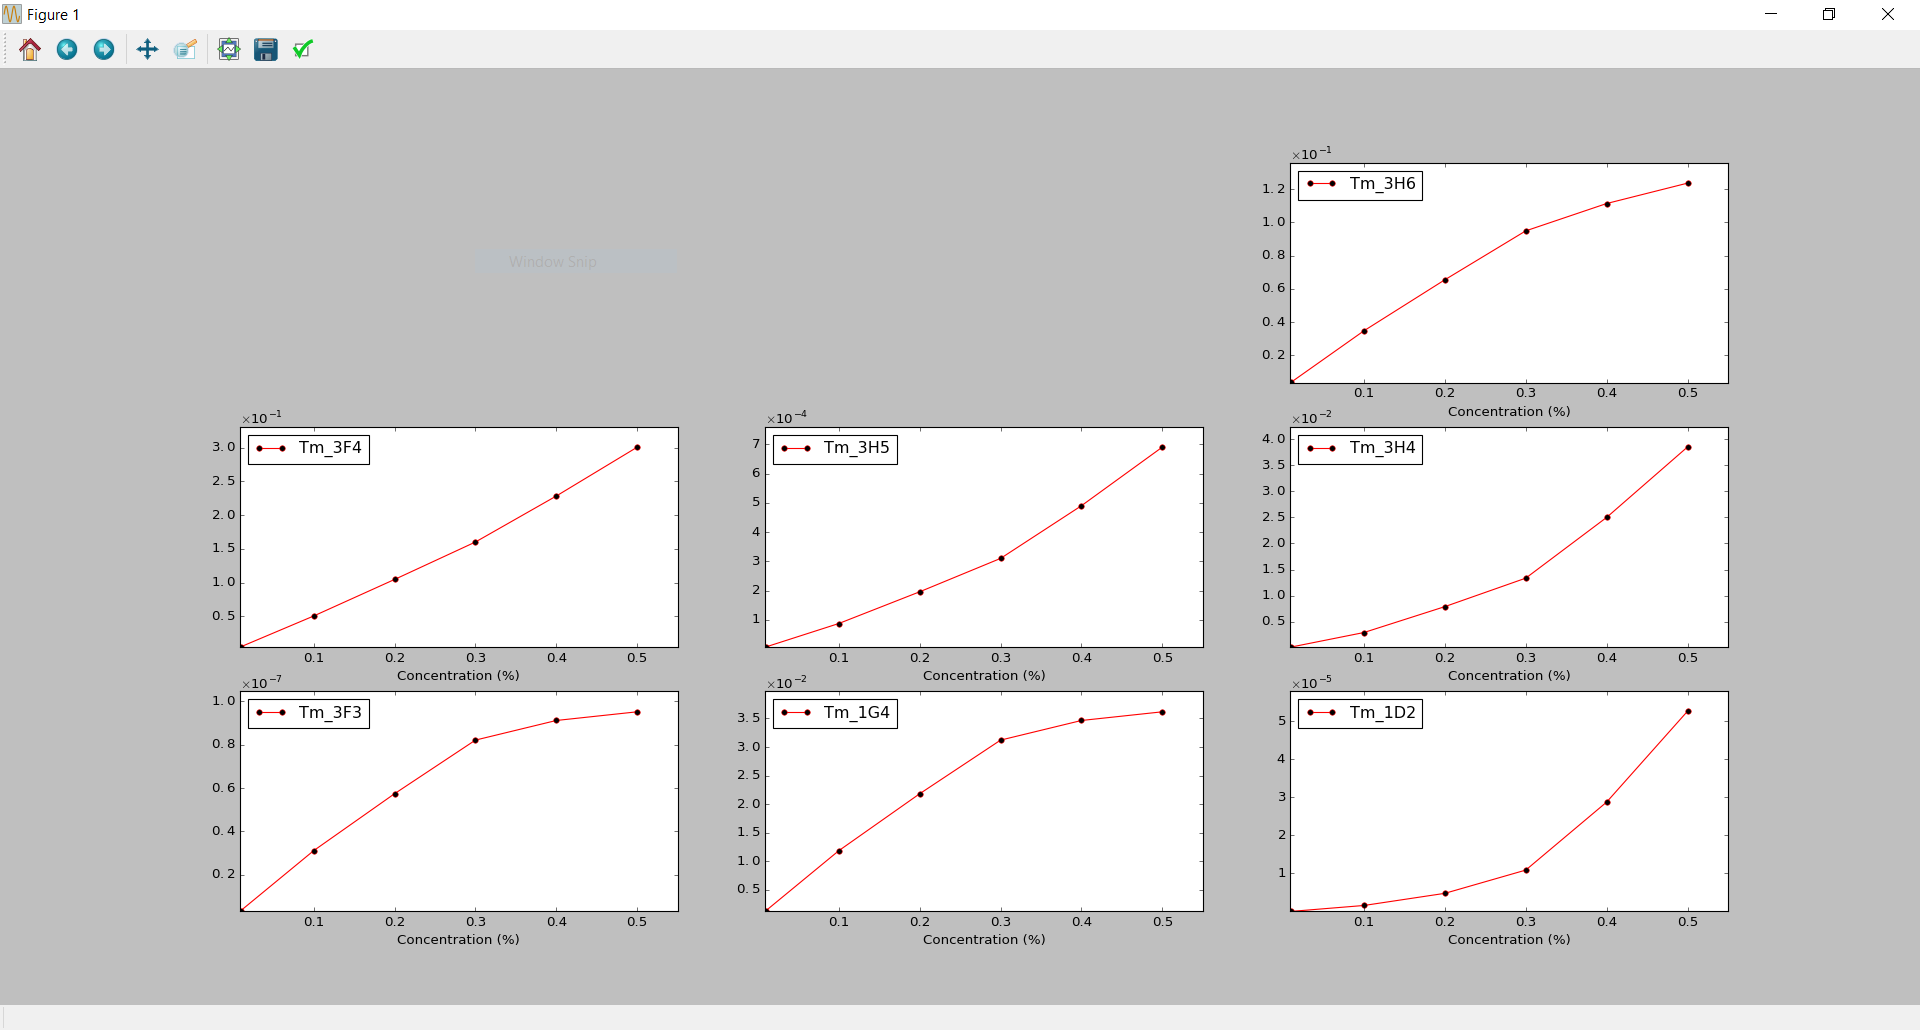 Figure 1
Window Snip
×10⁻¹
Tm_3H6
1.2
1.0
0.8
0.6
0.4
0.2
0.1 0.2 0.3 0.4 0.5
Concentration (%)
×10⁻¹
Tm_3F4
3.0
2.5
2.0
1.5
1.0
0.5
0.1 0.2 0.3 0.4 0.5
Concentration (%)
×10⁻⁴
Tm_3H5
7
6
5
4
3
2
1
0.1 0.2 0.3 0.4 0.5
Concentration (%)
×10⁻²
Tm_3H4
4.0
3.5
3.0
2.5
2.0
1.5
1.0
0.5
0.1 0.2 0.3 0.4 0.5
Concentration (%)
×10⁻⁷
Tm_3F3
1.0
0.8
0.6
0.4
0.2
0.1 0.2 0.3 0.4 0.5
Concentration (%)
×10⁻²
Tm_1G4
3.5
3.0
2.5
2.0
1.5
1.0
0.5
0.1 0.2 0.3 0.4 0.5
Concentration (%)
×10⁻⁵
Tm_1D2
5
4
3
2
1
0.1 0.2 0.3 0.4 0.5
Concentration (%)